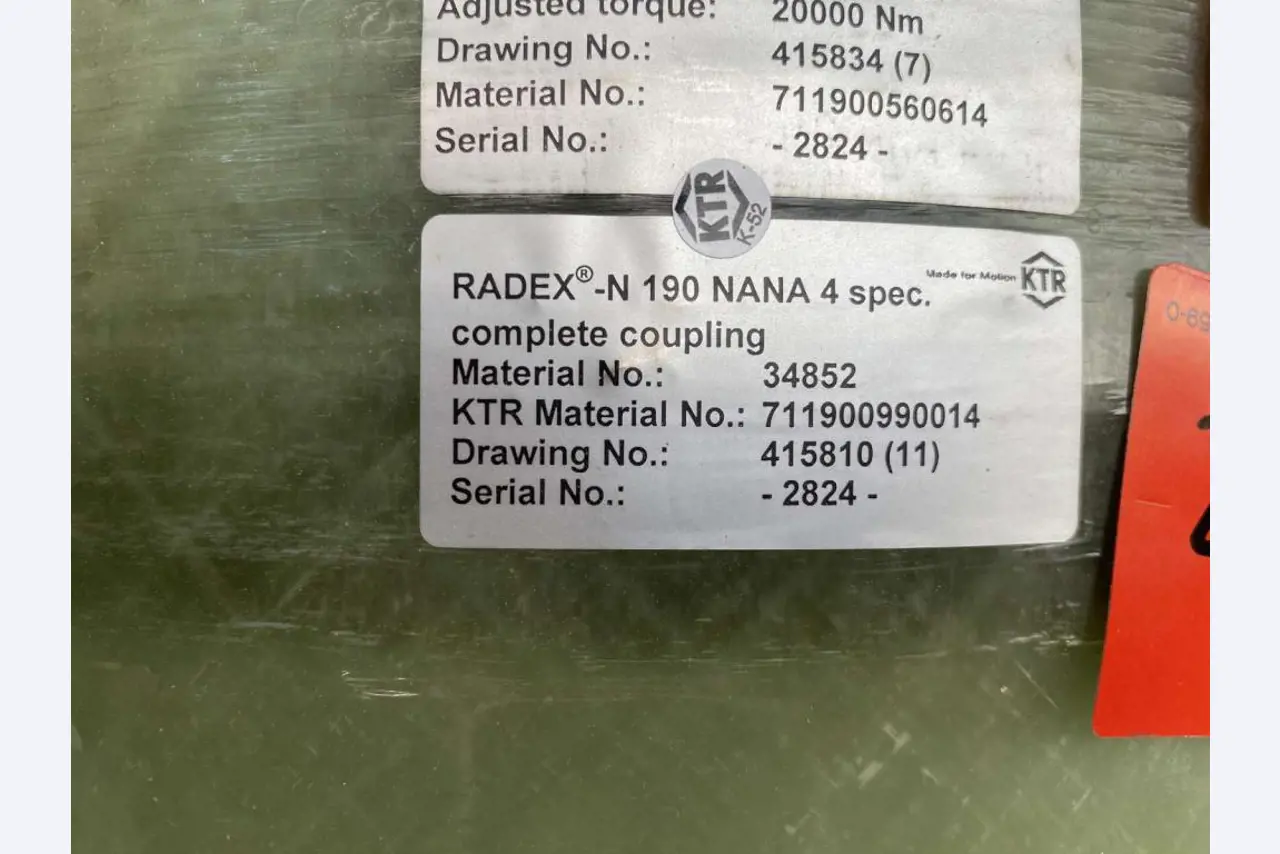 Adjusted torque: 20000 Nm
Drawing No.: 415834 (7)
Material No.: 711900560614
Serial No.: - 2824 -
KTR
K-52
Made for Motion KTR
RADEX®-N 190 NANA 4 spec.
complete coupling
Material No.: 34852
KTR Material No.: 711900990014
Drawing No.: 415810 (11)
Serial No.: - 2824 -